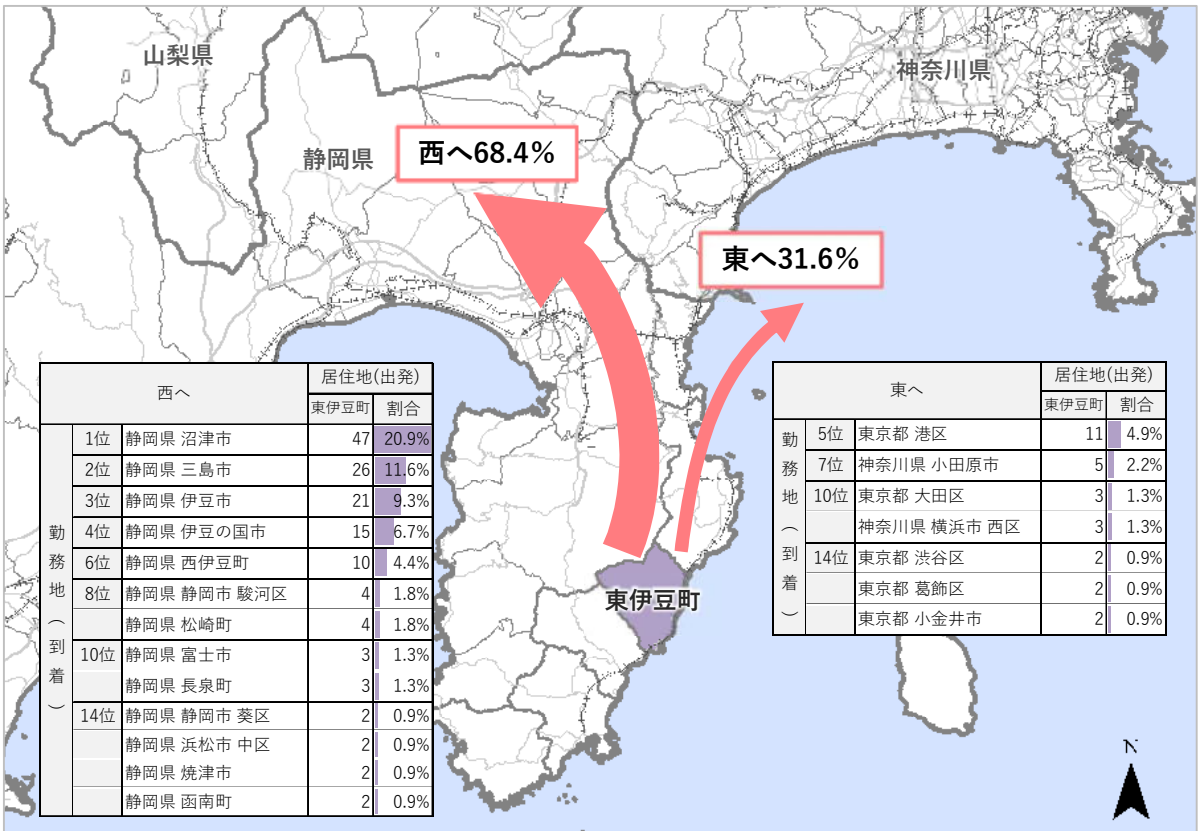 山梨県
神奈川県
静岡県
西へ68.4%
東へ31.6%
西へ
居住地(出発)
東伊豆町 割合
勤務地(到着)
1位 静岡県 沼津市 47 20.9%
2位 静岡県 三島市 26 11.6%
3位 静岡県 伊豆市 21 9.3%
4位 静岡県 伊豆の国市 15 6.7%
6位 静岡県 西伊豆町 10 4.4%
8位 静岡県 静岡市 駿河区 4 1.8%
静岡県 松崎町 4 1.8%
10位 静岡県 富士市 3 1.3%
静岡県 長泉町 3 1.3%
14位 静岡県 静岡市 葵区 2 0.9%
静岡県 浜松市 中区 2 0.9%
静岡県 焼津市 2 0.9%
静岡県 函南町 2 0.9%
東へ
居住地(出発)
東伊豆町 割合
勤務地(到着)
5位 東京都 港区 11 4.9%
7位 神奈川県 小田原市 5 2.2%
10位 東京都 大田区 3 1.3%
神奈川県 横浜市 西区 3 1.3%
14位 東京都 渋谷区 2 0.9%
東京都 葛飾区 2 0.9%
東京都 小金井市 2 0.9%
東伊豆町
N